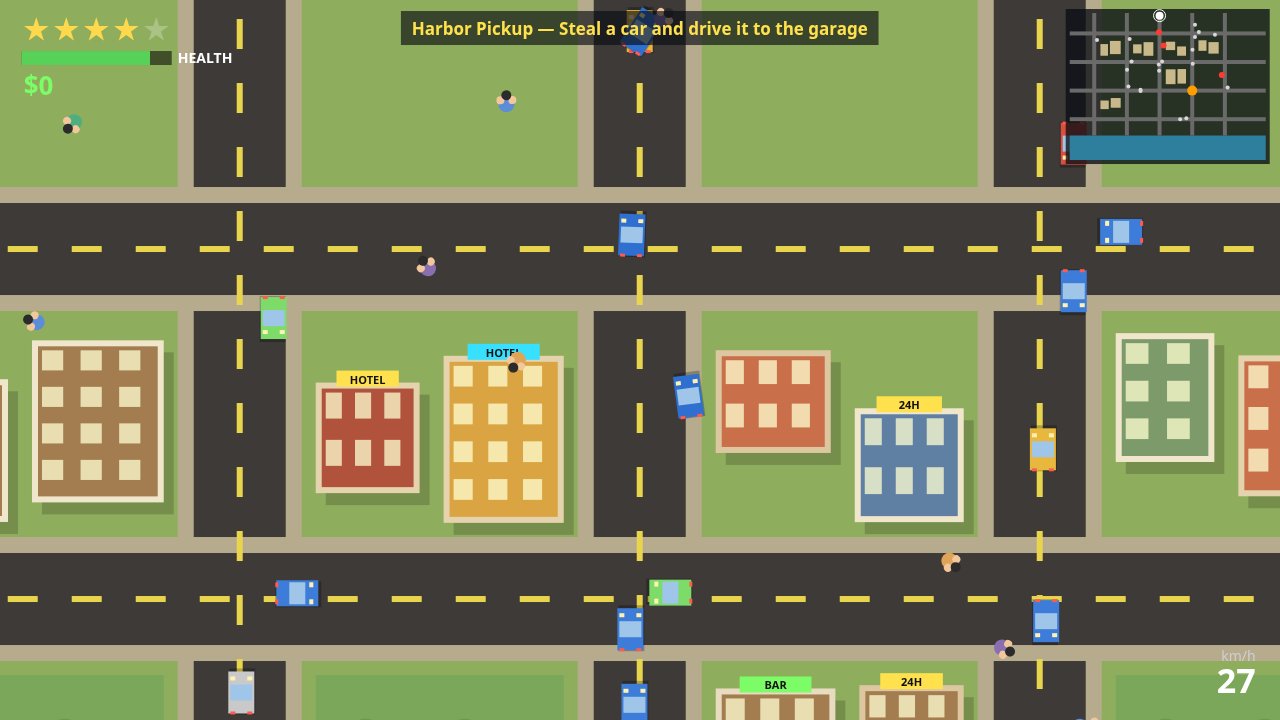 Harbor Pickup — Steal a car and drive it to the garage
HEALTH
$0
HOTEL
HOTEL
24H
BAR
24H
km/h
27